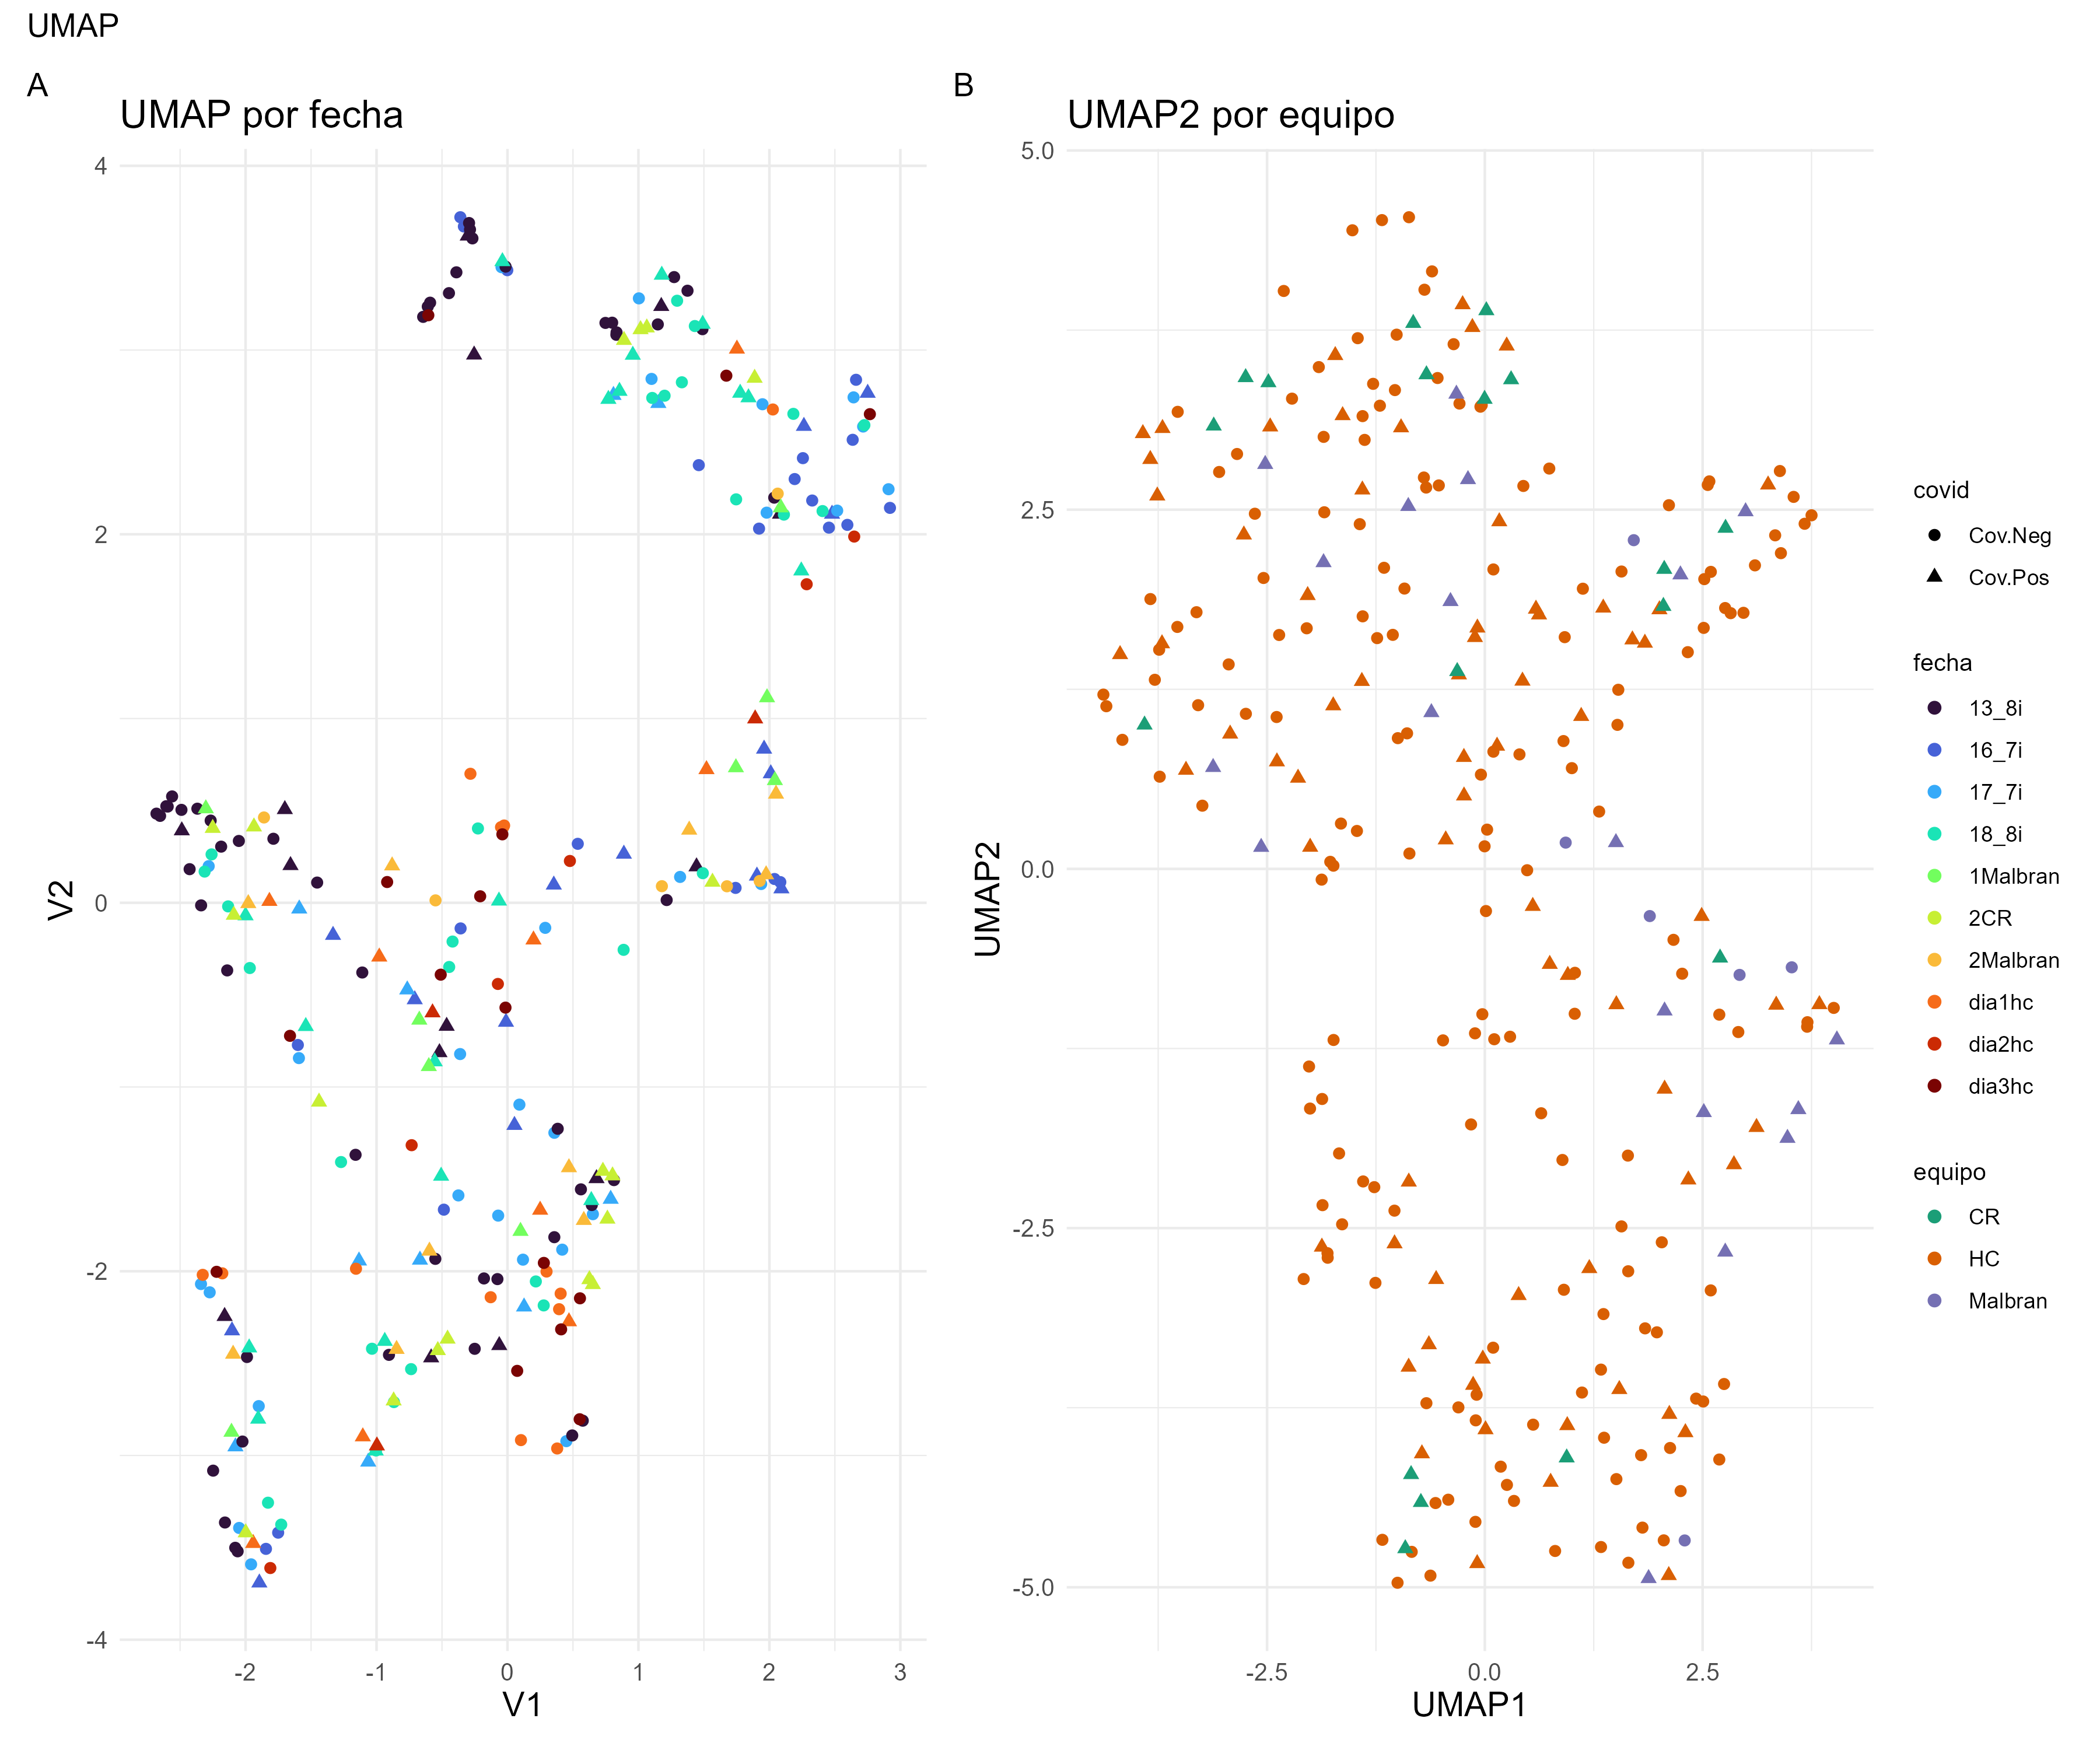 UMAP
A
UMAP por fecha
4
2
0
-2
-4
V2
-2
-1
0
1
2
3
V1
B
UMAP2 por equipo
5.0
2.5
0.0
-2.5
-5.0
UMAP2
-2.5
0.0
2.5
UMAP1
covid
Cov.Neg
Cov.Pos
fecha
13_8i
16_7i
17_7i
18_8i
1Malbran
2CR
2Malbran
dia1hc
dia2hc
dia3hc
equipo
CR
HC
Malbran